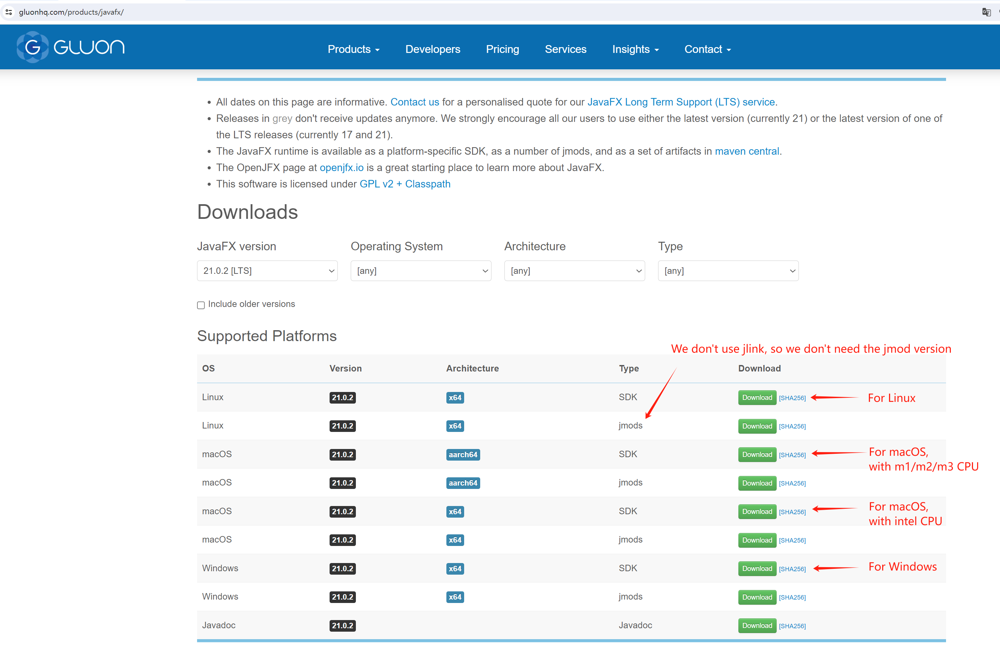 gluonhq.com/products/javafx/
G GLUON
Products Developers Pricing Services Insights Contact
All dates on this page are informative. Contact us for a personalised quote for our JavaFX Long Term Support (LTS) service.
Releases in grey don't receive updates anymore. We strongly encourage all our users to use either the latest version (currently 21) or the latest version of one of
the LTS releases (currently 17 and 21).
The JavaFX runtime is available as a platform-specific SDK, as a number of jmods, and as a set of artifacts in maven central.
The OpenJFX page at openjfx.io is a great starting place to learn more about JavaFX.
This software is licensed under GPL v2 + Classpath
Downloads
JavaFX version Operating System Architecture Type
21.0.2 [LTS] [any] [any] [any]
Include older versions
Supported Platforms
We don't use jlink, so we don't need the jmod version
OS Version Architecture Type Download
Linux 21.0.2 x64 SDK Download [SHA256] For Linux
Linux 21.0.2 x64 jmods Download [SHA256]
macOS 21.0.2 aarch64 SDK Download [SHA256] For macOS,
with m1/m2/m3 CPU
macOS 21.0.2 aarch64 jmods Download [SHA256]
macOS 21.0.2 x64 SDK Download [SHA256] For macOS,
with intel CPU
macOS 21.0.2 x64 jmods Download [SHA256]
Windows 21.0.2 x64 SDK Download [SHA256] For Windows
Windows 21.0.2 x64 jmods Download [SHA256]
Javadoc 21.0.2 Javadoc Download [SHA256]